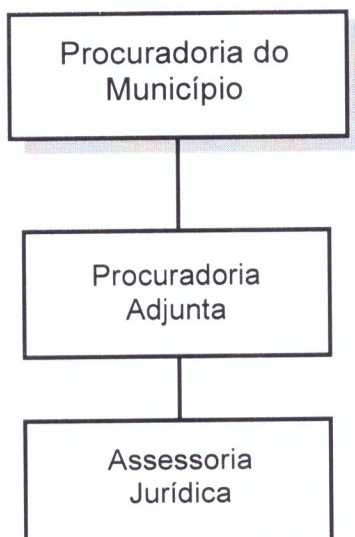 Procuradoria do
Município
Procuradoria
Adjunta
Assessoria
Jurídica